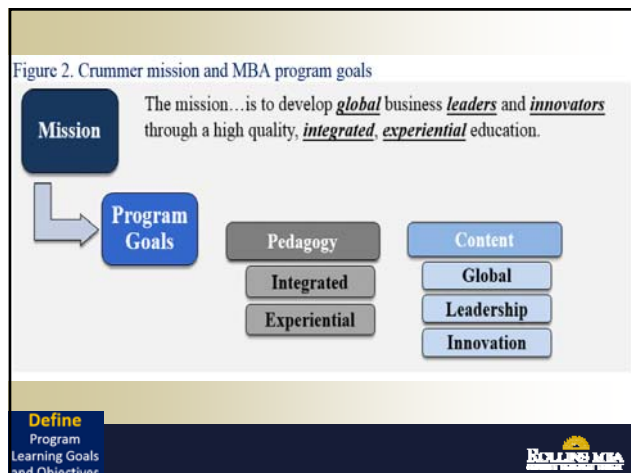 Figure 2. Crummer mission and MBA program goals
The mission…is to develop global business leaders and innovators
through a high quality, integrated, experiential education.
Mission
Program
Goals
Pedagogy
Integrated
Experiential
Content
Global
Leadership
Innovation
Define
Program
Learning Goals
and Objectives
ROLLINS MBA